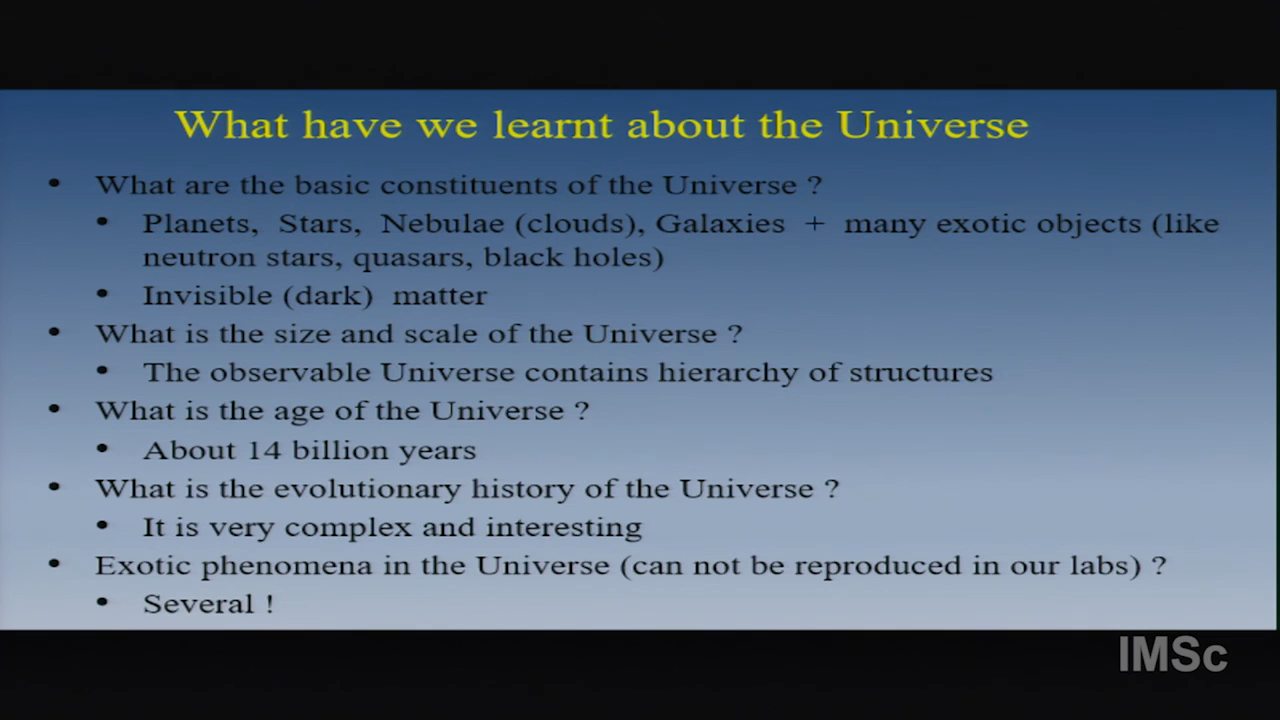 What have we learnt about the Universe
• What are the basic constituents of the Universe ?
• Planets, Stars, Nebulae (clouds), Galaxies + many exotic objects (like
neutron stars, quasars, black holes)
• Invisible (dark) matter
• What is the size and scale of the Universe ?
• The observable Universe contains hierarchy of structures
• What is the age of the Universe ?
• About 14 billion years
• What is the evolutionary history of the Universe ?
• It is very complex and interesting
• Exotic phenomena in the Universe (can not be reproduced in our labs) ?
• Several !
IMSc